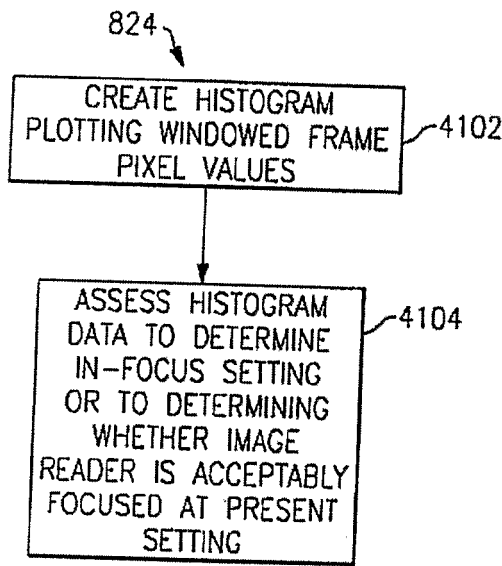 824
CREATE HISTOGRAM
PLOTTING WINDOWED FRAME
PIXEL VALUES
4102
ASSESS HISTOGRAM
DATA TO DETERMINE
IN-FOCUS SETTING
OR TO DETERMINING
WHETHER IMAGE
READER IS ACCEPTABLY
FOCUSED AT PRESENT
SETTING
4104